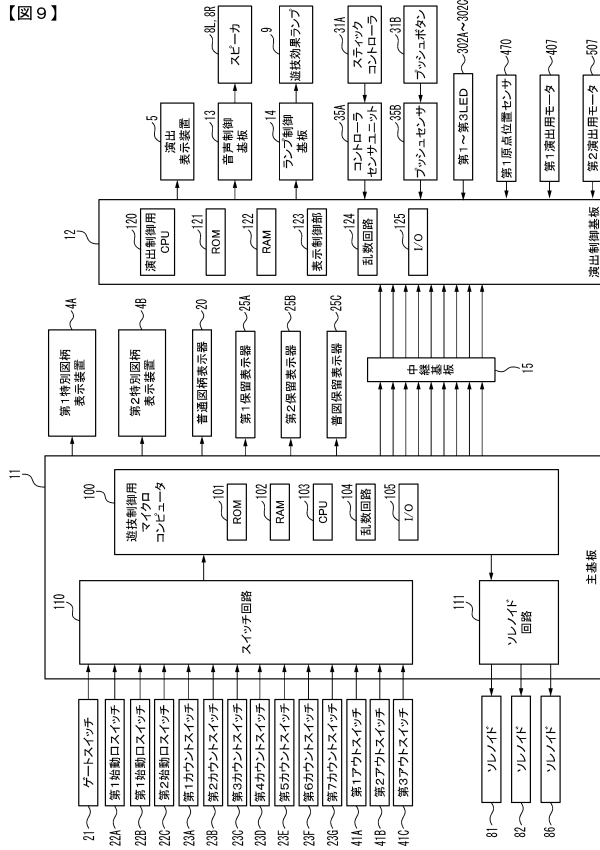 【図9】
ゲートスイッチ
21
第1始動口スイッチ
22A
第1始動口スイッチ
22B
第2始動口スイッチ
22C
第1カウントスイッチ
23A
第2カウントスイッチ
23B
第3カウントスイッチ
23C
第4カウントスイッチ
23D
第5カウントスイッチ
23E
第6カウントスイッチ
23F
第7カウントスイッチ
23G
第1アウトスイッチ
41A
第2アウトスイッチ
41B
第3アウトスイッチ
41C
ソレノイド
81
ソレノイド
82
ソレノイド
86
11
主基板
110
スイッチ回路
111
ソレノイド
回路
100
遊技制御用
マイクロ
コンピュータ
101
ROM
102
RAM
103
CPU
104
乱数回路
105
I/O
第1特別図柄
表示装置
4A
第2特別図柄
表示装置
4B
普通図柄表示器
20
第1保留表示器
25A
第2保留表示器
25B
普図保留表示器
25C
中継
基板
15
12
演出制御基板
120
演出制御用
CPU
121
ROM
122
RAM
123
表示制御部
124
乱数回路
125
I/O
演出
表示装置
5
音声制御
基板
13
スピーカ
8L, 8R
ランプ制御
基板
14
遊技効果ランプ
9
コントローラ
センサユニット
35A
スティック
コントローラ
31A
プッシュセンサ
35B
プッシュボタン
31B
第1~第3LED
302A~302C
第1原点位置センサ
470
第1演出用モータ
407
第2演出用モータ
507